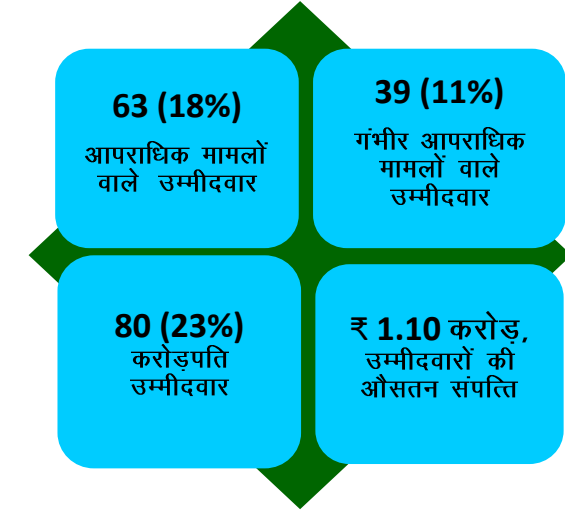 63 (18%)
आपराधिक मामलों
वाले उम्मीदवार
39 (11%)
गंभीर आपराधिक
मामलों वाले
उम्मीदवार
80 (23%)
करोड़पति
उम्मीदवार
₹ 1.10 करोड़,
उम्मीदवारों की
औसतन संपत्ति